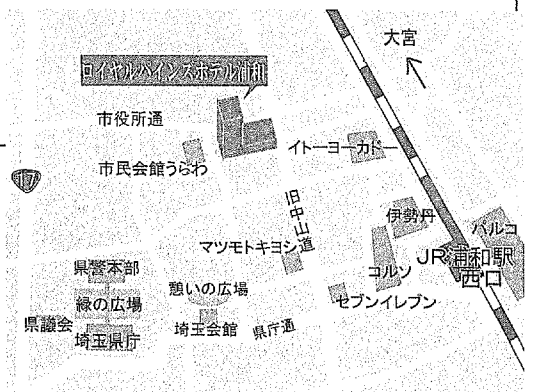 大宮
ロイヤルパインズホテル浦和
市役所通
市民会館うらわ
イトーヨーカドー
17
旧中山道
伊勢丹
パルコ
マツモトキヨシ
JR浦和駅
西口
コルソ
県警本部
憩いの広場
緑の広場
セブンイレブン
県議会
埼玉県庁
埼玉会館
県庁通